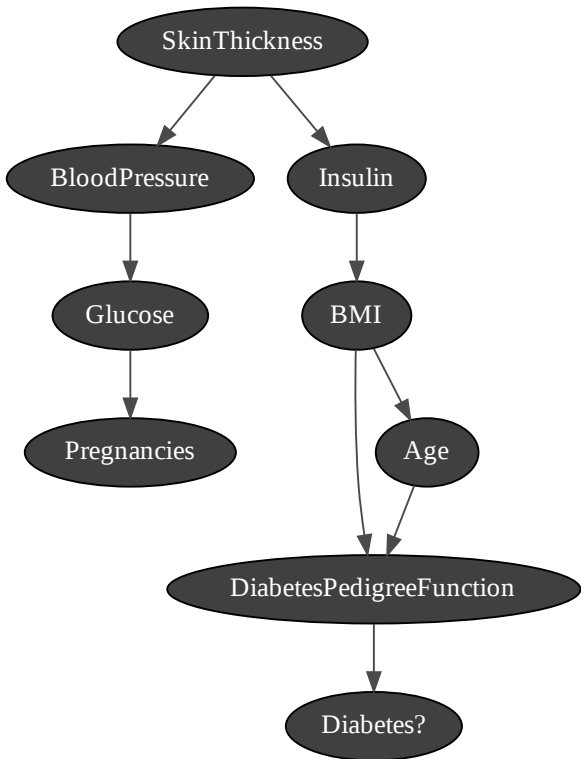 SkinThickness
BloodPressure
Insulin
Glucose
BMI
Pregnancies
Age
DiabetesPedigreeFunction
Diabetes?